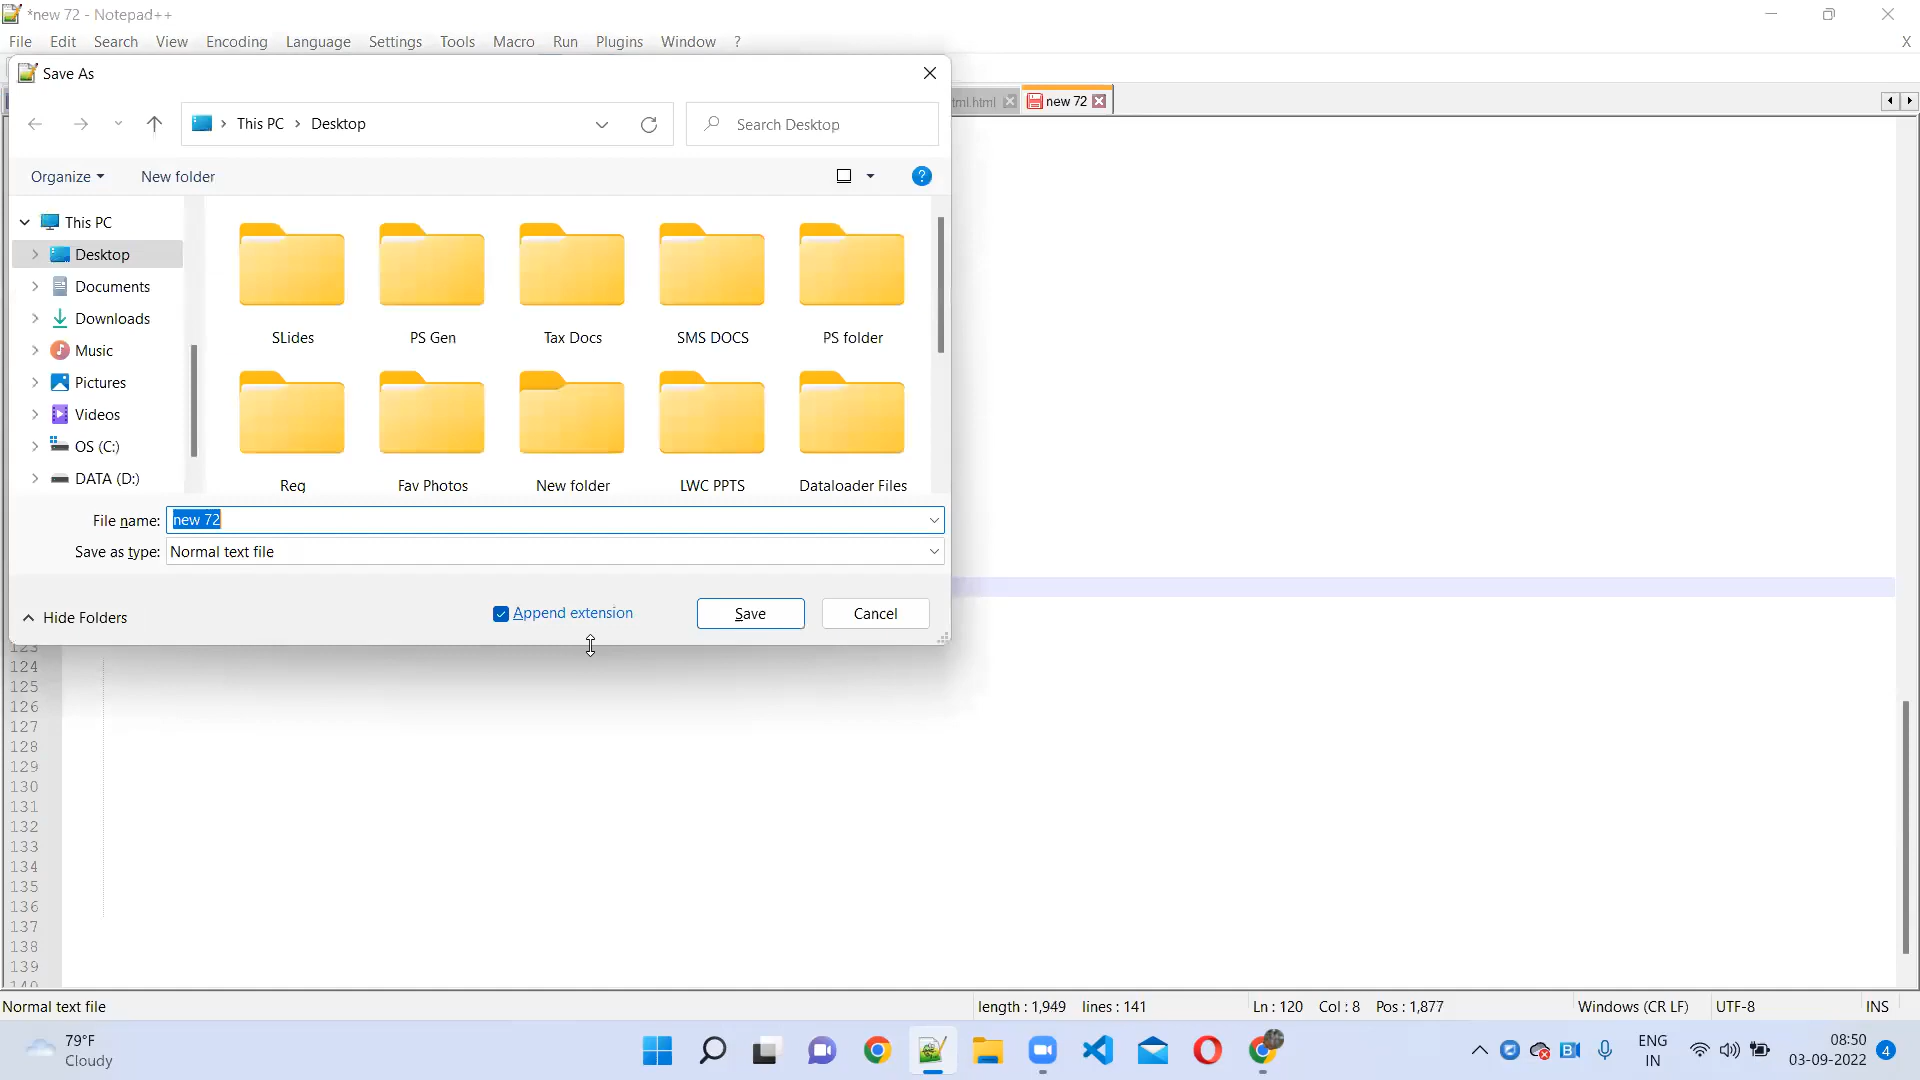 *new 72 - Notepad++
File Edit Search View Encoding Language Settings Tools Macro Run Plugins Window ? X
Save As
This PC > Desktop
Search Desktop
tml.html
new 72
Organize New folder ?
This PC
Desktop
Documents
Downloads
Music
Pictures
Videos
OS (C:)
DATA (D:)
SLides PS Gen Tax Docs SMS DOCS PS folder
Req Fav Photos New folder LWC PPTS Dataloader Files
File name: new 72
Save as type: Normal text file
Hide Folders
Append extension
Save Cancel
123
124
125
126
127
128
129
130
131
132
133
134
135
136
137
138
139
140
Normal text file length : 1,949 lines : 141 Ln : 120 Col : 8 Pos : 1,877 Windows (CR LF) UTF-8 INS
79°F
Cloudy
ENG
IN
08:50
03-09-2022
4